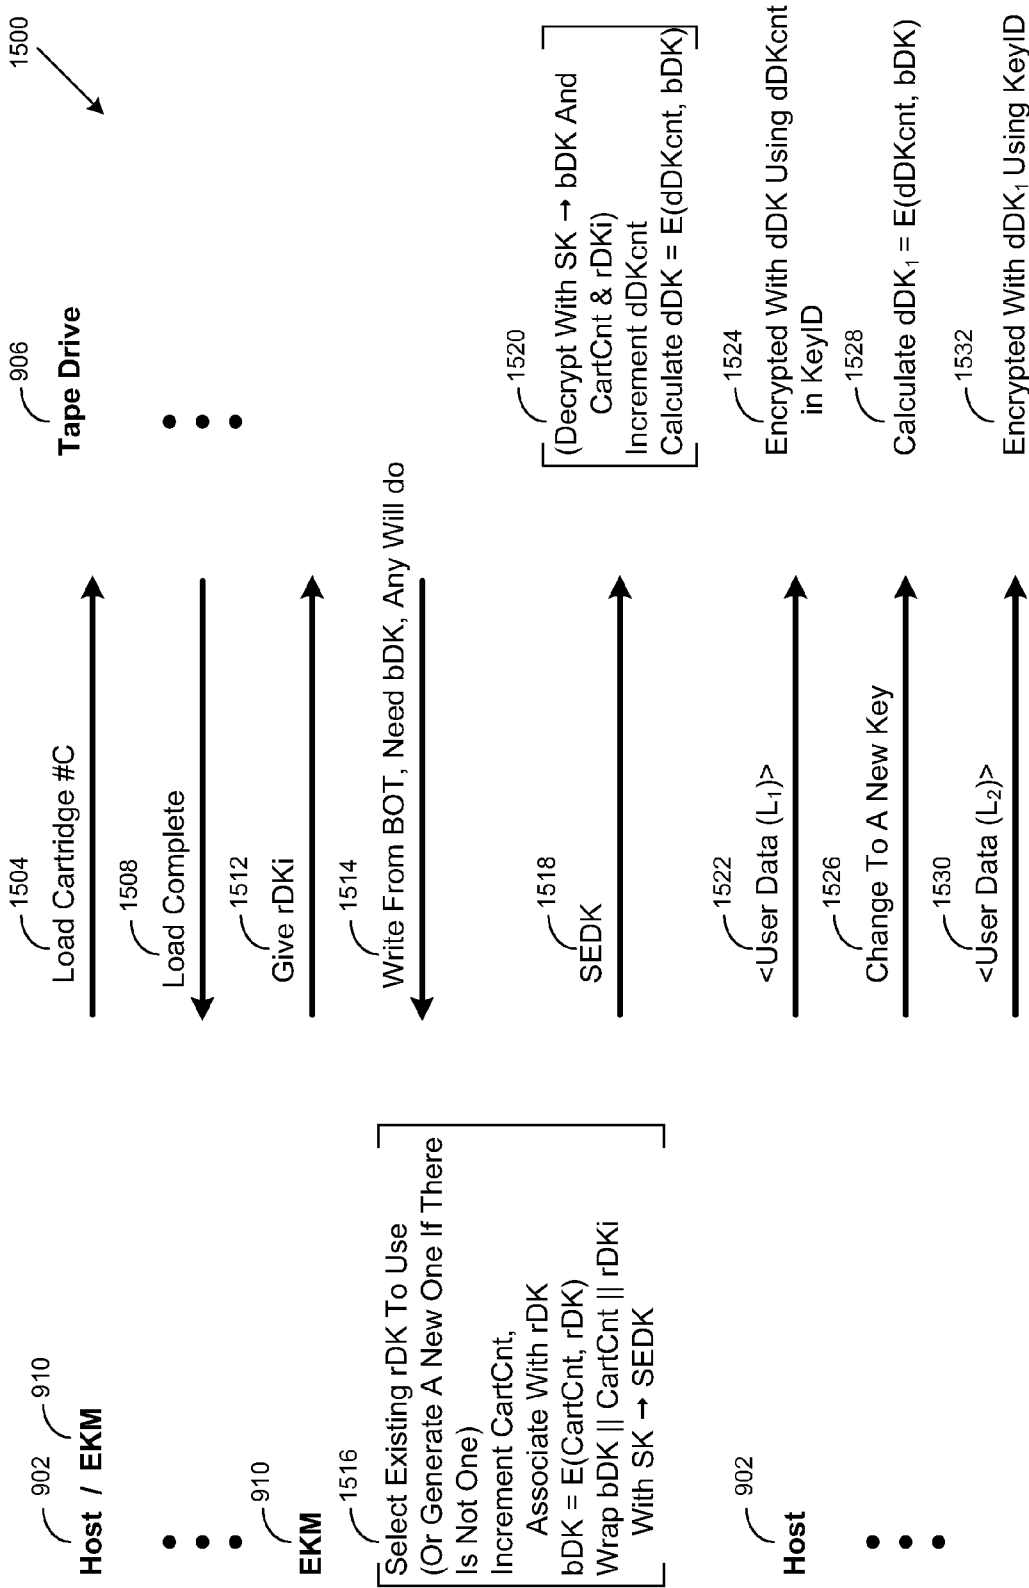 1500
902
910
Host / EKM
906
Tape Drive
1504
Load Cartridge #C
1508
Load Complete
1512
Give rDKi
910
EKM
1514
Write From BOT, Need bDK, Any Will do
1516
Select Existing rDK To Use
(Or Generate A New One If There
Is Not One)
Increment CartCnt,
Associate With rDK
bDK = E(CartCnt, rDK)
Wrap bDK || CartCnt || rDKi
With SK → SEDK
1518
SEDK
1520
(Decrypt With SK → bDK And
CartCnt & rDKi)
Increment dDKcnt
Calculate dDK = E(dDKcnt, bDK)
902
Host
1522
<User Data (L₁)>
1524
Encrypted With dDK Using dDKcnt
in KeyID
1526
Change To A New Key
1528
Calculate dDK₁ = E(dDKcnt, bDK)
1530
<User Data (L₂)>
1532
Encrypted With dDK₁ Using KeyID